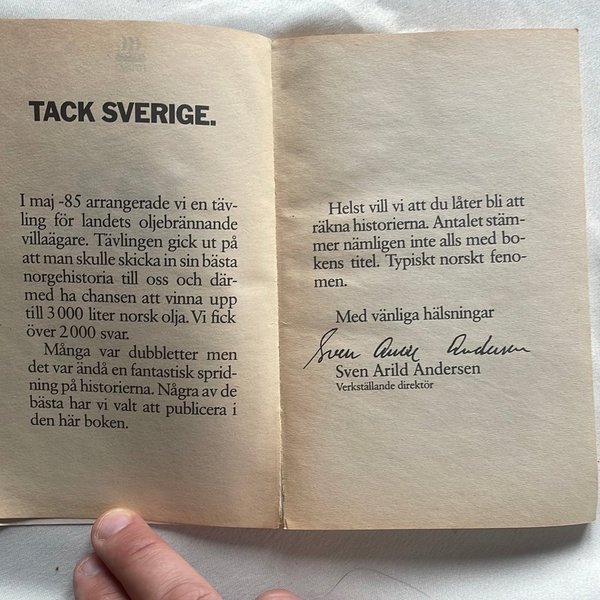 TACK SVERIGE.
I maj -85 arrangerade vi en täv-
ling för landets oljebrännande
villaägare. Tävlingen gick ut på
att man skulle skicka in sin bästa
norgehistoria till oss och där-
med ha chansen att vinna upp
till 3 000 liter norsk olja. Vi fick
över 2 000 svar.
Många var dubbletter men
det var ändå en fantastisk sprid-
ning på historierna. Några av de
bästa har vi valt att publicera i
den här boken.
Helst vill vi att du låter bli att
räkna historierna. Antalet stäm-
mer nämligen inte alls med bo-
kens titel. Typiskt norskt feno-
men.
Med vänliga hälsningar
Sven Arild Andersen
Sven Arild Andersen
Verkställande direktör